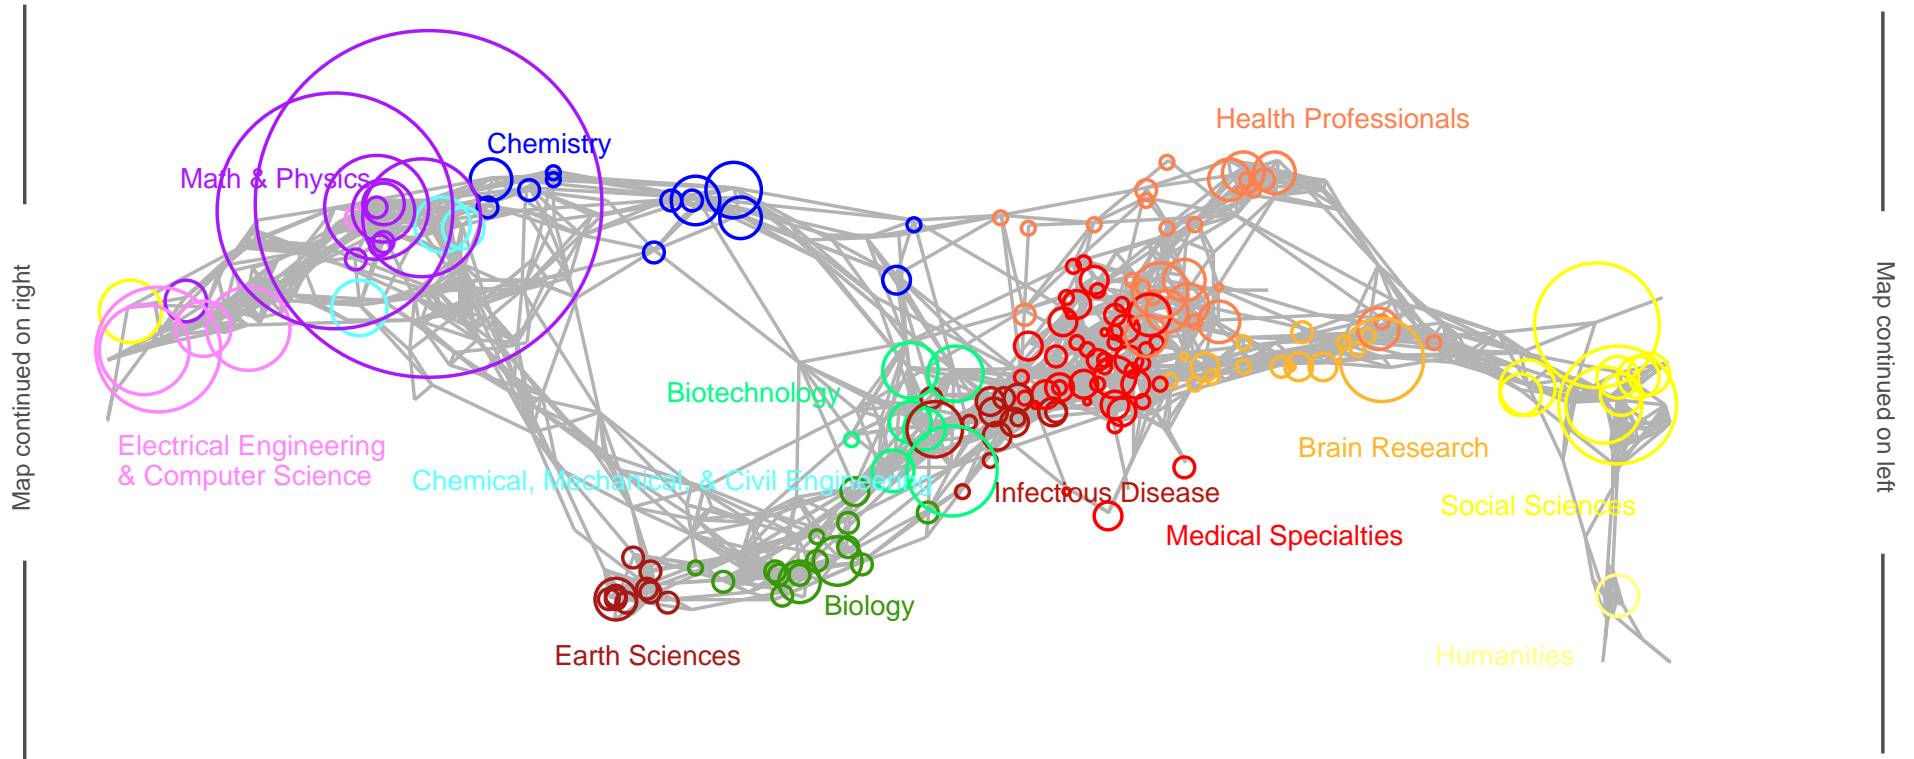 Map continued on right
Math & Physics
Chemistry
Health Professionals
Map continued on left
Biotechnology
Electrical Engineering
& Computer Science
Chemical, Mechanical, & Civil Engineering
Infectious Disease
Brain Research
Social Sciences
Medical Specialties
Biology
Earth Sciences
Humanities